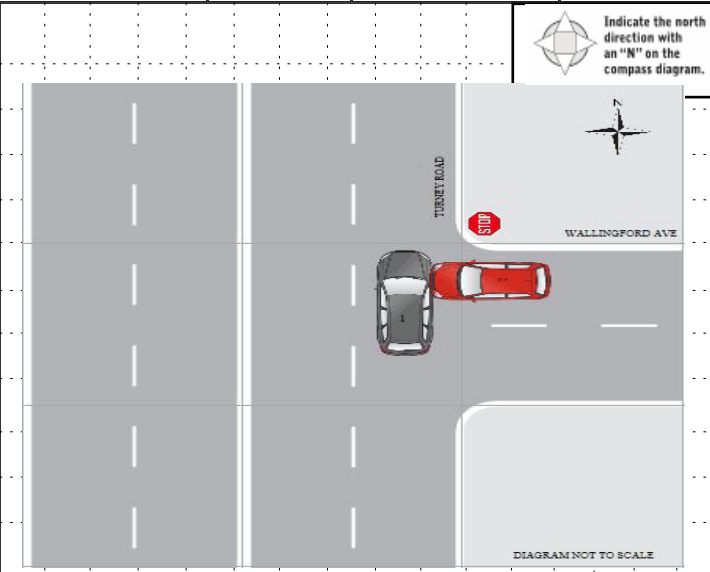 Indicate the north
direction with
an “N” on the
compass diagram.
N
TURNEY ROAD
STOP
WALLINGFORD AVE
1
DIAGRAM NOT TO SCALE